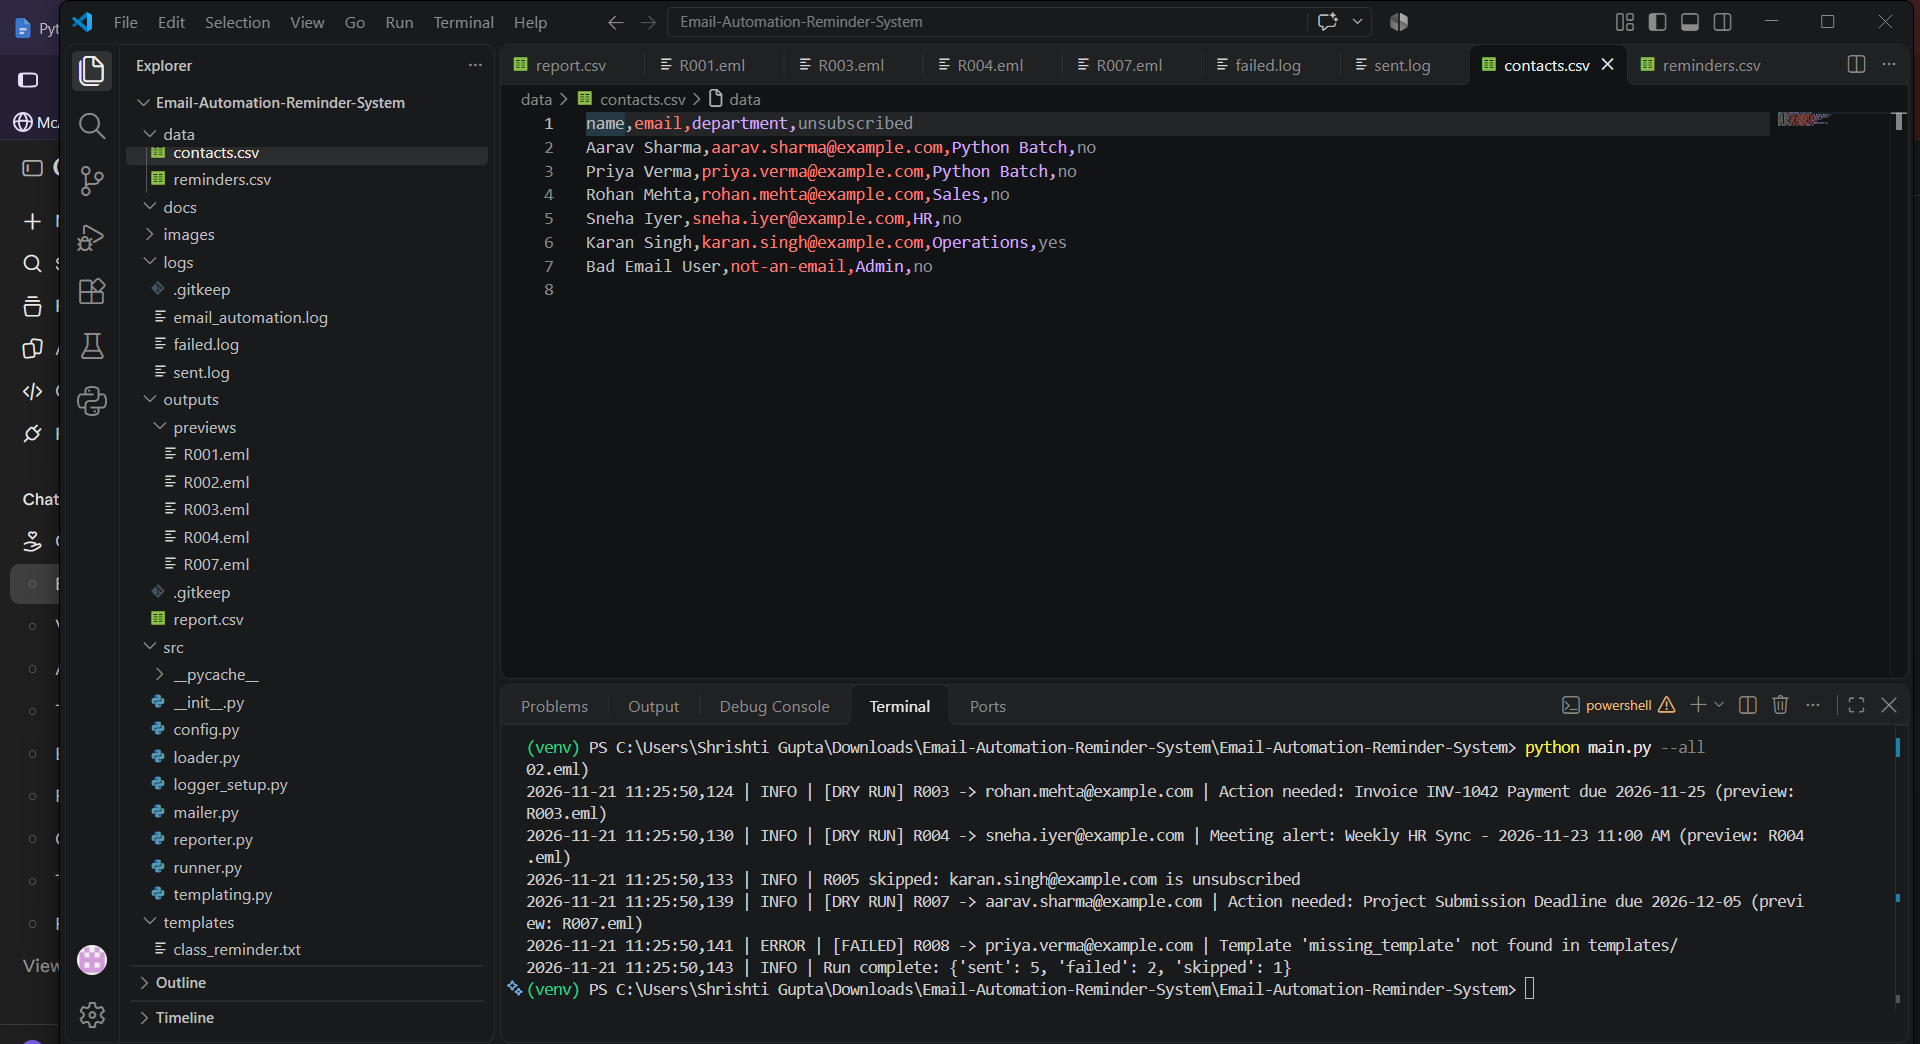 File Edit Selection View Go Run Terminal Help
Email-Automation-Reminder-System
Explorer
Email-Automation-Reminder-System
data
contacts.csv
reminders.csv
docs
images
logs
.gitkeep
email_automation.log
failed.log
sent.log
outputs
previews
R001.eml
R002.eml
R003.eml
R004.eml
R007.eml
.gitkeep
report.csv
src
__pycache__
__init__.py
config.py
loader.py
logger_setup.py
mailer.py
reporter.py
runner.py
templating.py
templates
class_reminder.txt
Outline
Timeline
report.csv R001.eml R003.eml R004.eml R007.eml failed.log sent.log contacts.csv reminders.csv
data > contacts.csv > data
1 name,email,department,unsubscribed
2 Aarav Sharma,aarav.sharma@example.com,Python Batch,no
3 Priya Verma,priya.verma@example.com,Python Batch,no
4 Rohan Mehta,rohan.mehta@example.com,Sales,no
5 Sneha Iyer,sneha.iyer@example.com,HR,no
6 Karan Singh,karan.singh@example.com,Operations,yes
7 Bad Email User,not-an-email,Admin,no
8
Problems Output Debug Console Terminal Ports
powershell
(venv) PS C:\Users\Shrishti Gupta\Downloads\Email-Automation-Reminder-System\Email-Automation-Reminder-System> python main.py --all
02.eml)
2026-11-21 11:25:50,124 | INFO | [DRY RUN] R003 -> rohan.mehta@example.com | Action needed: Invoice INV-1042 Payment due 2026-11-25 (preview:
R003.eml)
2026-11-21 11:25:50,130 | INFO | [DRY RUN] R004 -> sneha.iyer@example.com | Meeting alert: Weekly HR Sync - 2026-11-23 11:00 AM (preview: R004
.eml)
2026-11-21 11:25:50,133 | INFO | R005 skipped: karan.singh@example.com is unsubscribed
2026-11-21 11:25:50,139 | INFO | [DRY RUN] R007 -> aarav.sharma@example.com | Action needed: Project Submission Deadline due 2026-12-05 (previ
ew: R007.eml)
2026-11-21 11:25:50,141 | ERROR | [FAILED] R008 -> priya.verma@example.com | Template 'missing_template' not found in templates/
2026-11-21 11:25:50,143 | INFO | Run complete: {'sent': 5, 'failed': 2, 'skipped': 1}
(venv) PS C:\Users\Shrishti Gupta\Downloads\Email-Automation-Reminder-System\Email-Automation-Reminder-System>
Chat
View